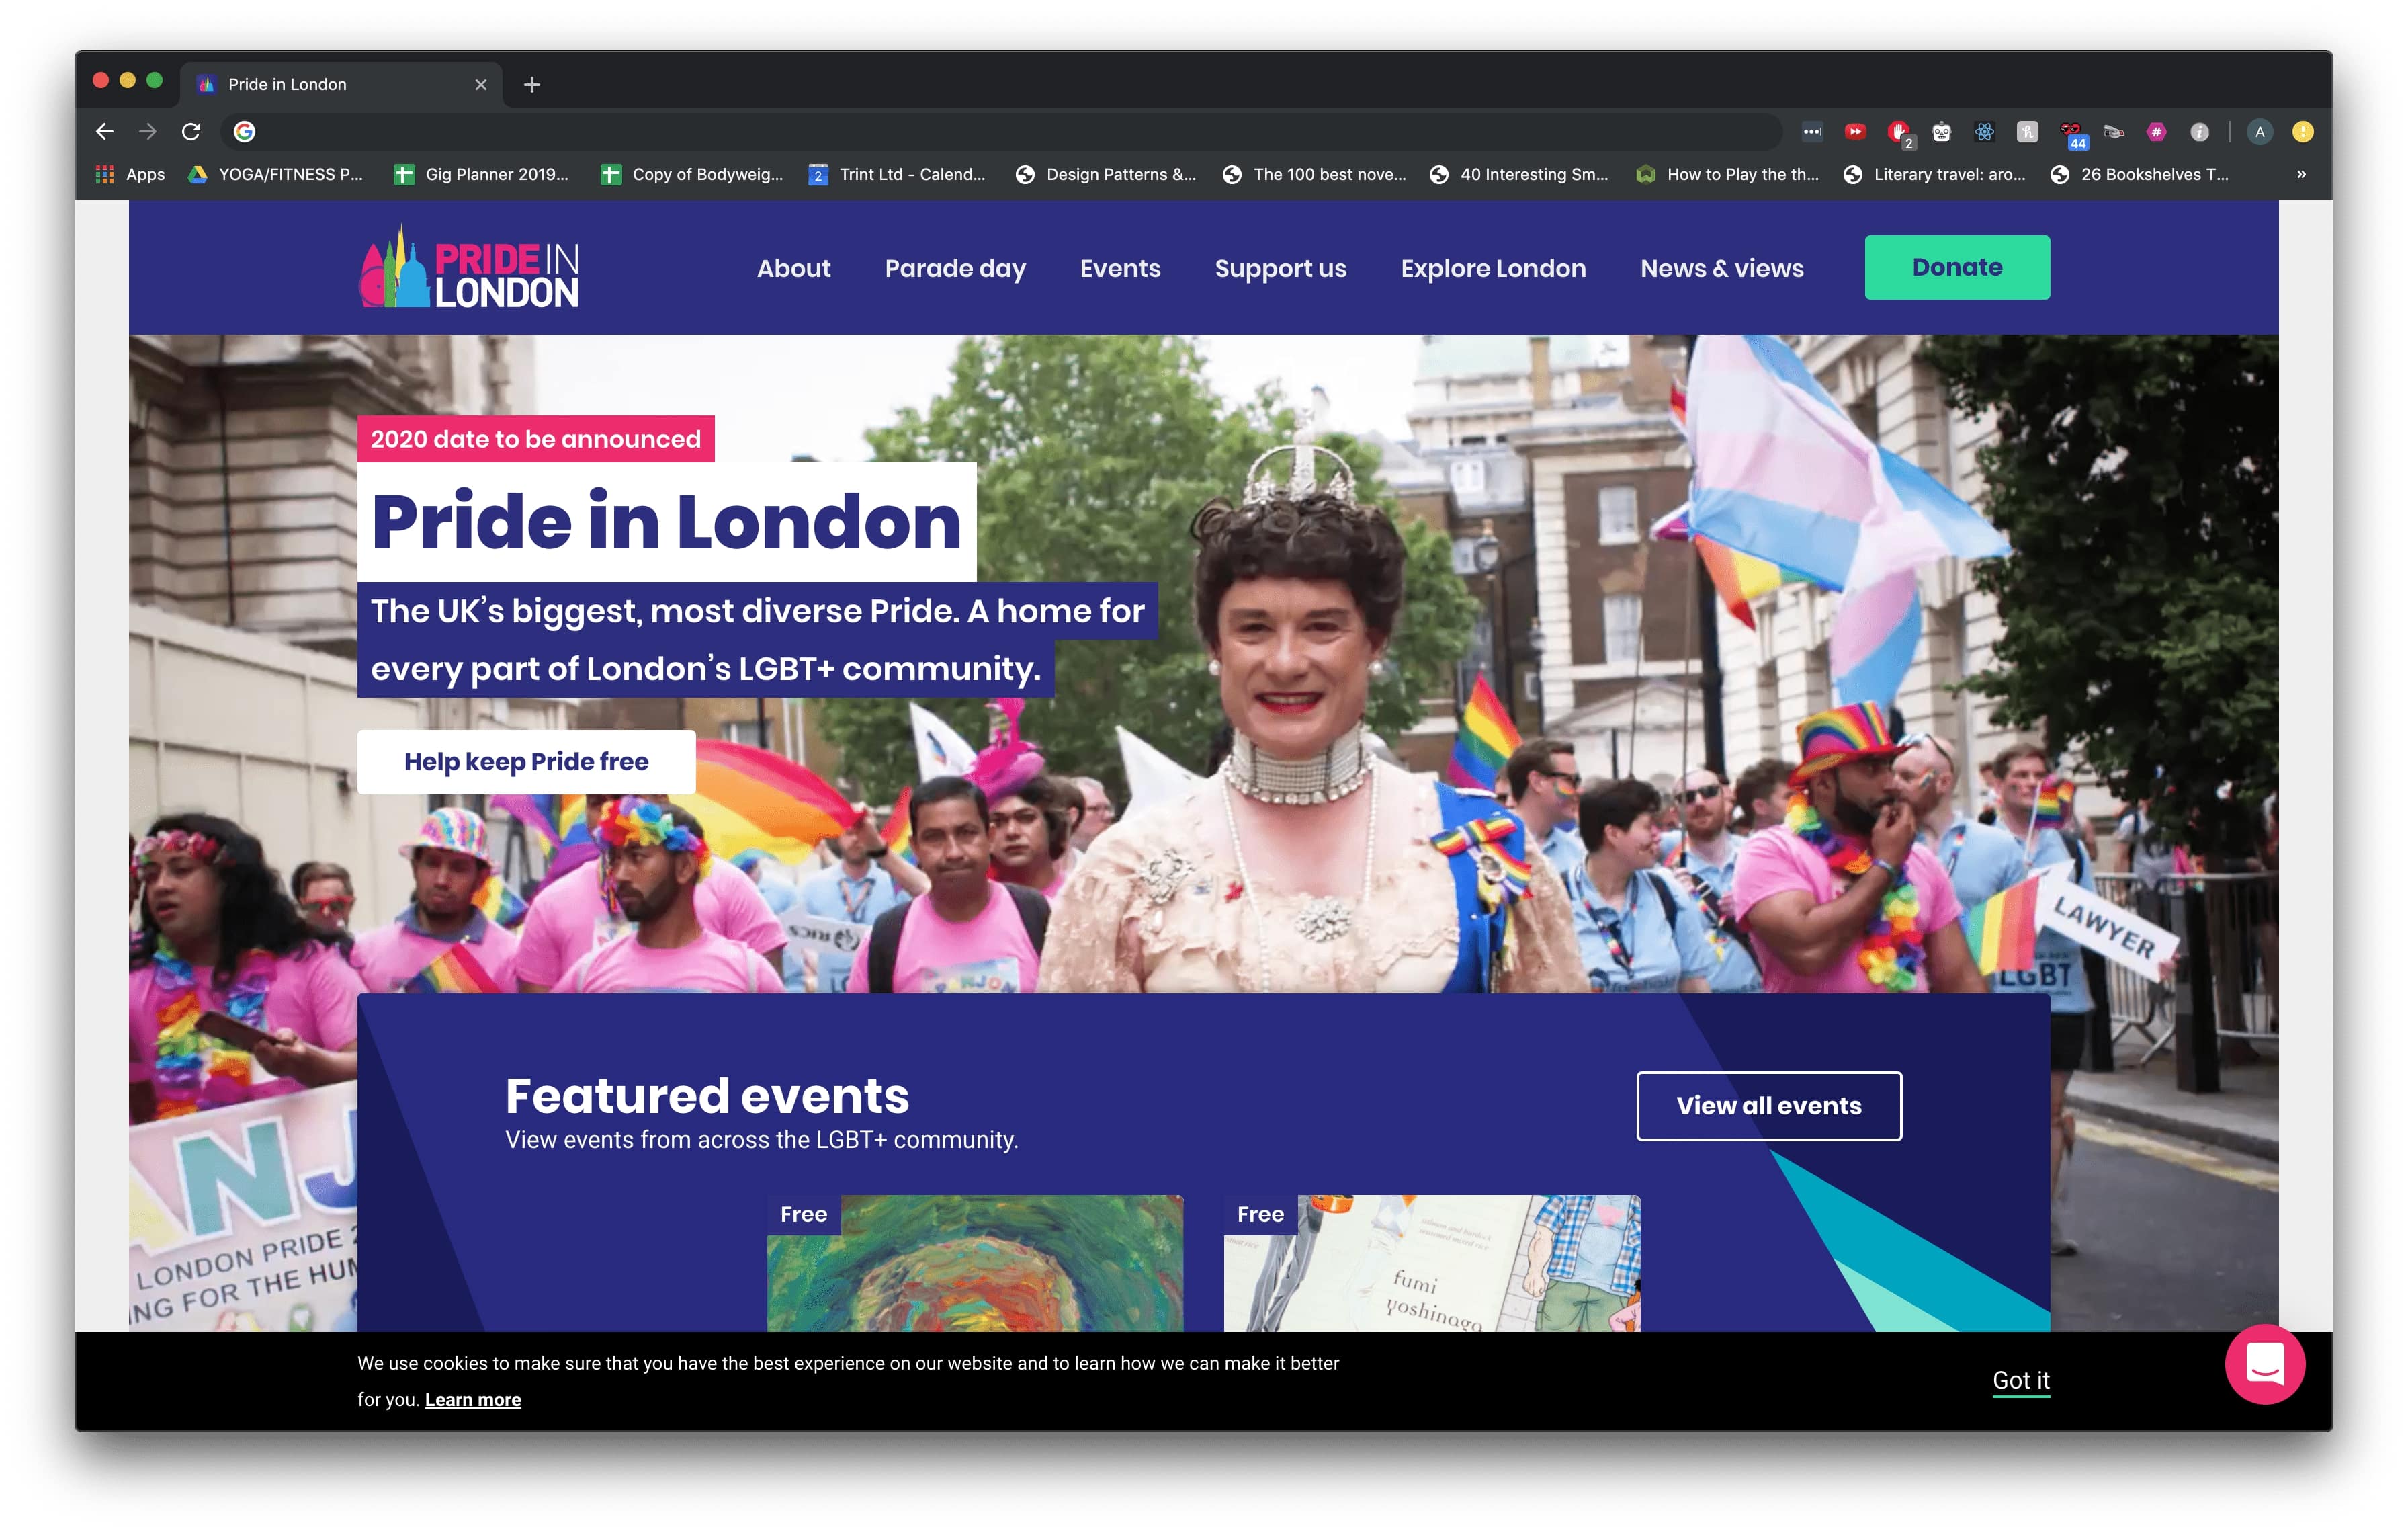 Pride in London
2
44
A
Apps
YOGA/FITNESS P...
Gig Planner 2019...
Copy of Bodyweig...
2
Trint Ltd - Calend...
Design Patterns &...
The 100 best nove...
40 Interesting Sm...
How to Play the th...
Literary travel: aro...
26 Bookshelves T...
PRIDE IN
LONDON
About
Parade day
Events
Support us
Explore London
News & views
Donate
2020 date to be announced
Pride in London
The UK's biggest, most diverse Pride. A home for
every part of London's LGBT+ community.
Help keep Pride free
RICS
LAWYER
LGBT
Featured events
View events from across the LGBT+ community.
View all events
LONDON PRIDE
FOR THE
Free
Free
fumi
yoshinaga
We use cookies to make sure that you have the best experience on our website and to learn how we can make it better
for you. Learn more
Got it